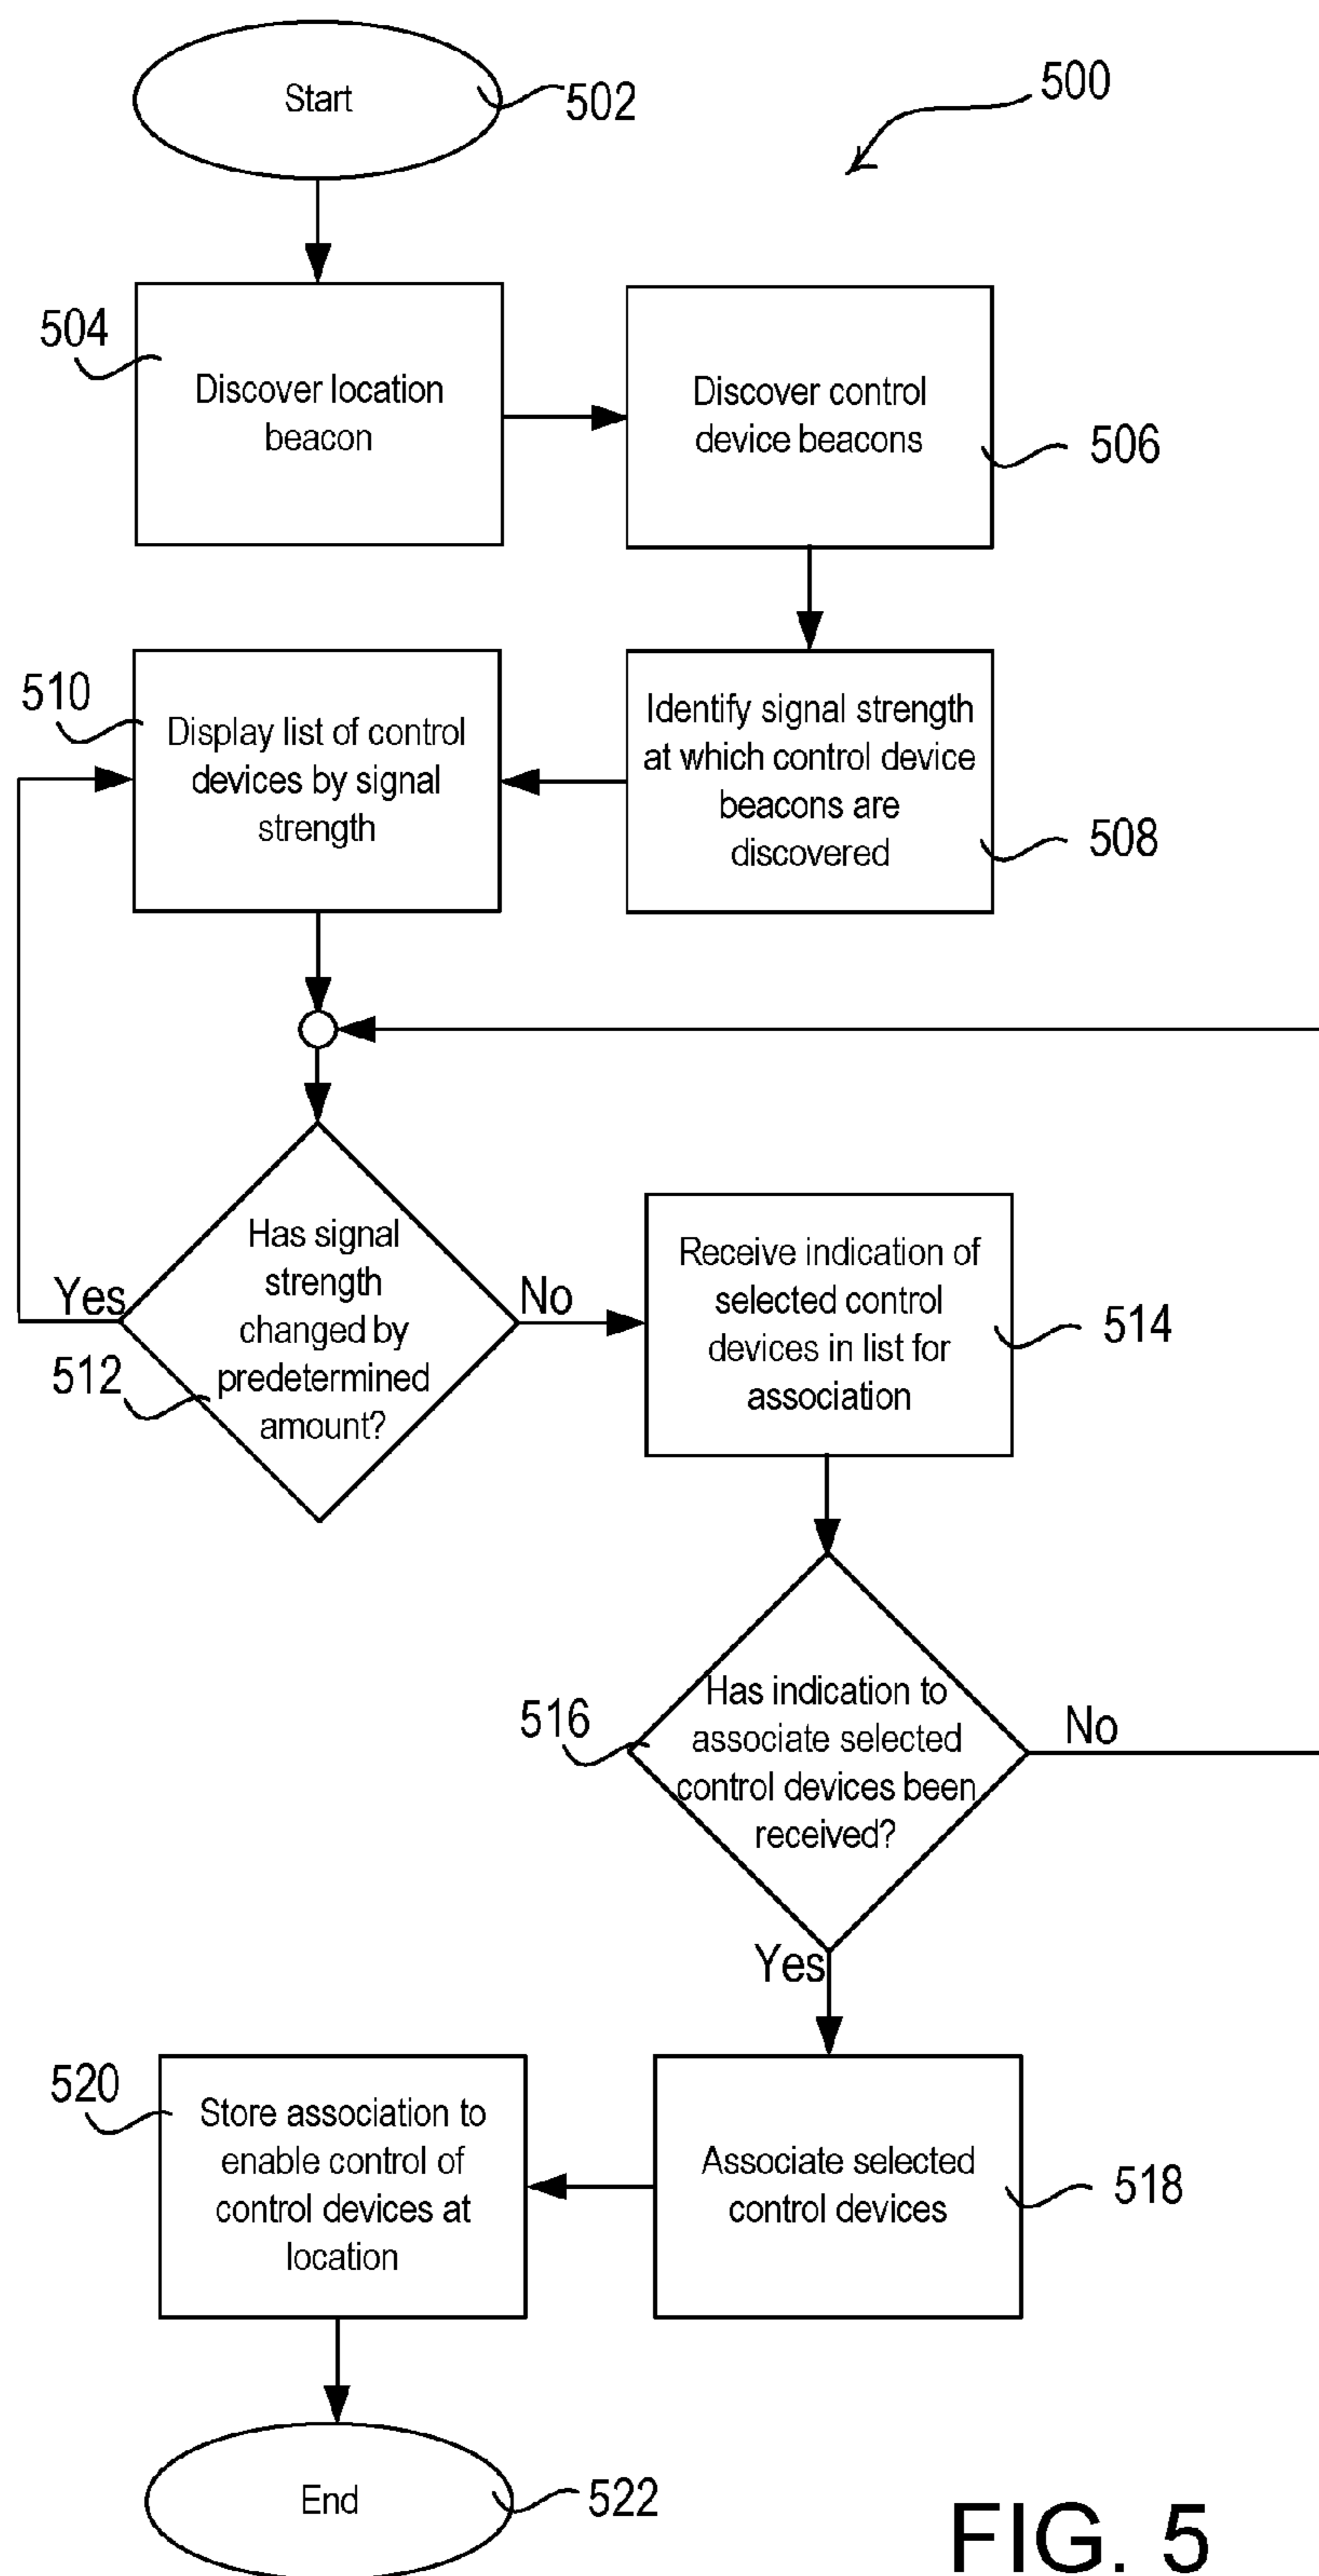 Start
502
500
504
Discover location
beacon
Discover control
device beacons
506
510
Display list of control
devices by signal
strength
Identify signal strength
at which control device
beacons are
discovered
508
Has signal
strength
changed by
predetermined
amount?
Yes
No
512
Receive indication of
selected control
devices in list for
association
514
516
Has indication to
associate selected
control devices been
received?
No
Yes
520
Store association to
enable control of
control devices at
location
Associate selected
control devices
518
End
522
FIG. 5